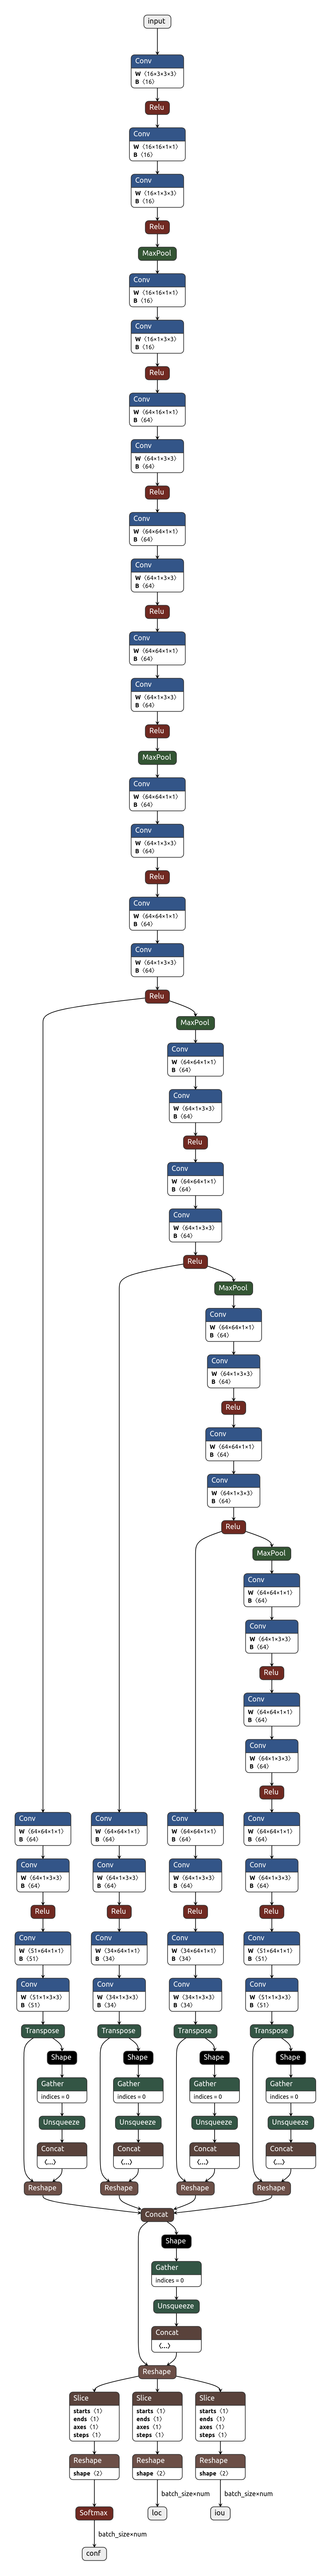 input
Conv
W ⟨16×3×3×3⟩
B ⟨16⟩
Relu
Conv
W ⟨16×16×1×1⟩
B ⟨16⟩
Conv
W ⟨16×1×3×3⟩
B ⟨16⟩
Relu
MaxPool
Conv
W ⟨16×16×1×1⟩
B ⟨16⟩
Conv
W ⟨16×1×3×3⟩
B ⟨16⟩
Relu
Conv
W ⟨64×16×1×1⟩
B ⟨64⟩
Conv
W ⟨64×1×3×3⟩
B ⟨64⟩
Relu
Conv
W ⟨64×64×1×1⟩
B ⟨64⟩
Conv
W ⟨64×1×3×3⟩
B ⟨64⟩
Relu
Conv
W ⟨64×64×1×1⟩
B ⟨64⟩
Conv
W ⟨64×1×3×3⟩
B ⟨64⟩
Relu
MaxPool
Conv
W ⟨64×64×1×1⟩
B ⟨64⟩
Conv
W ⟨64×1×3×3⟩
B ⟨64⟩
Relu
Conv
W ⟨64×64×1×1⟩
B ⟨64⟩
Conv
W ⟨64×1×3×3⟩
B ⟨64⟩
Relu
MaxPool
Conv
W ⟨64×64×1×1⟩
B ⟨64⟩
Conv
W ⟨64×1×3×3⟩
B ⟨64⟩
Relu
Conv
W ⟨64×64×1×1⟩
B ⟨64⟩
Conv
W ⟨64×1×3×3⟩
B ⟨64⟩
Relu
MaxPool
Conv
W ⟨64×64×1×1⟩
B ⟨64⟩
Conv
W ⟨64×1×3×3⟩
B ⟨64⟩
Relu
Conv
W ⟨64×64×1×1⟩
B ⟨64⟩
Conv
W ⟨64×1×3×3⟩
B ⟨64⟩
Relu
MaxPool
Conv
W ⟨64×64×1×1⟩
B ⟨64⟩
Conv
W ⟨64×1×3×3⟩
B ⟨64⟩
Relu
Conv
W ⟨64×64×1×1⟩
B ⟨64⟩
Conv
W ⟨64×1×3×3⟩
B ⟨64⟩
Relu
Conv Conv Conv Conv
W ⟨64×64×1×1⟩ W ⟨64×64×1×1⟩ W ⟨64×64×1×1⟩ W ⟨64×64×1×1⟩
B ⟨64⟩ B ⟨64⟩ B ⟨64⟩ B ⟨64⟩
Conv Conv Conv Conv
W ⟨64×1×3×3⟩ W ⟨64×1×3×3⟩ W ⟨64×1×3×3⟩ W ⟨64×1×3×3⟩
B ⟨64⟩ B ⟨64⟩ B ⟨64⟩ B ⟨64⟩
Relu Relu Relu Relu
Conv Conv Conv Conv
W ⟨51×64×1×1⟩ W ⟨34×64×1×1⟩ W ⟨34×64×1×1⟩ W ⟨51×64×1×1⟩
B ⟨51⟩ B ⟨34⟩ B ⟨34⟩ B ⟨51⟩
Conv Conv Conv Conv
W ⟨51×1×3×3⟩ W ⟨34×1×3×3⟩ W ⟨34×1×3×3⟩ W ⟨51×1×3×3⟩
B ⟨51⟩ B ⟨34⟩ B ⟨34⟩ B ⟨51⟩
Transpose Transpose Transpose Transpose
Shape Shape Shape Shape
Gather Gather Gather Gather
indices = 0 indices = 0 indices = 0 indices = 0
Unsqueeze Unsqueeze Unsqueeze Unsqueeze
Concat Concat Concat Concat
⟨...⟩ ⟨...⟩ ⟨...⟩ ⟨...⟩
Reshape Reshape Reshape Reshape
Concat
Shape
Gather
indices = 0
Unsqueeze
Concat
⟨...⟩
Reshape
Slice Slice Slice
starts ⟨1⟩ starts ⟨1⟩ starts ⟨1⟩
ends ⟨1⟩ ends ⟨1⟩ ends ⟨1⟩
axes ⟨1⟩ axes ⟨1⟩ axes ⟨1⟩
steps ⟨1⟩ steps ⟨1⟩ steps ⟨1⟩
Reshape Reshape Reshape
shape ⟨2⟩ shape ⟨2⟩ shape ⟨2⟩
batch_size×num batch_size×num
Softmax loc iou
batch_size×num
conf